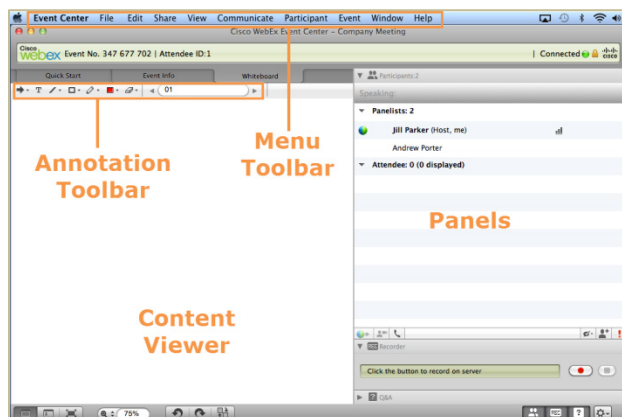 Event Center File Edit Share View Communicate Participant Event Window Help
Cisco WebEx Event Center – Company Meeting
Cisco webex Event No. 347 677 702 | Attendee ID:1 | Connected CISCO
Quick Start Event Info Whiteboard
Participants:2
T 01
Speaking:
Panelists: 2
Jill Parker (Host, me)
Andrew Porter
Attendee: 0 (0 displayed)
Annotation
Toolbar
Menu
Toolbar
Panels
Content
Viewer
REC Recorder
Click the button to record on server
? Q&A
75%
REC ?